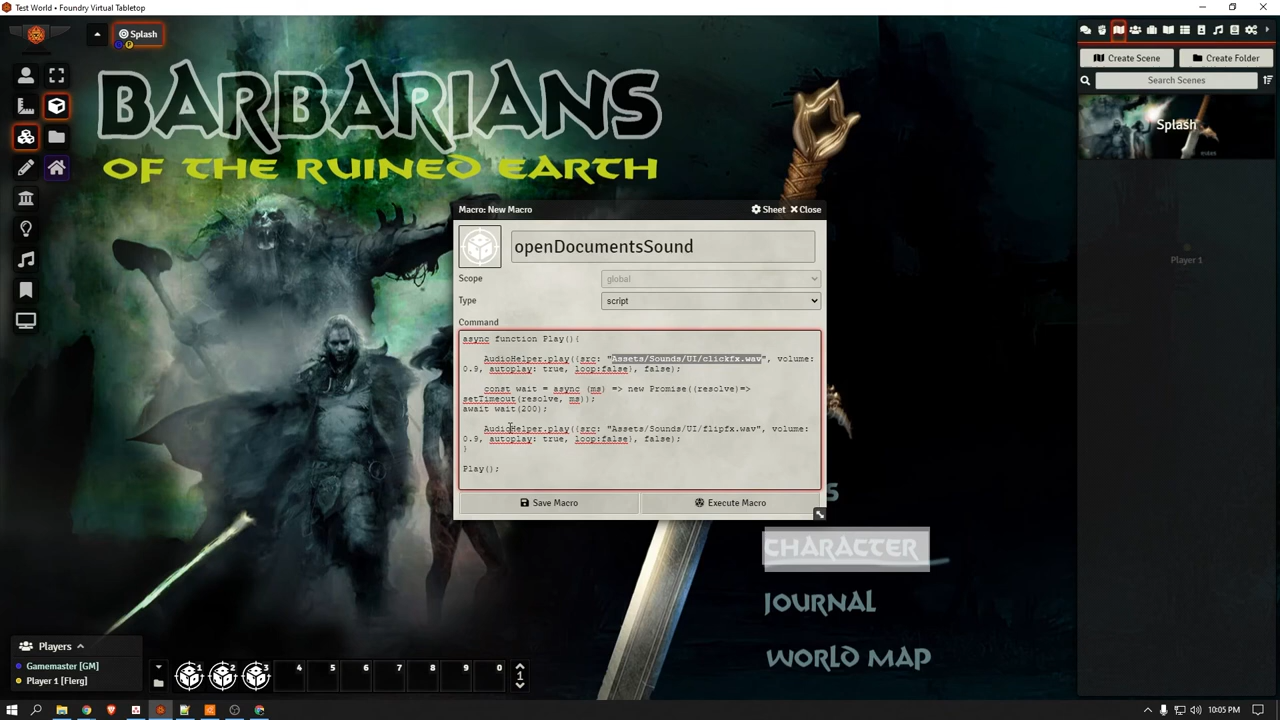 Test World • Foundry Virtual Tabletop
Splash
BARBARIANS
OF THE RUINED EARTH
Create Scene
Create Folder
Search Scenes
Splash
Player 1
Macro: New Macro
Sheet
Close
openDocumentsSound
Scope
global
Type
script
Command
async function Play(){
AudioHelper.play({src: "Assets/Sounds/UI/clickfx.wav", volume:
0.9, autoplay: true, loop:false}, false);
const wait = async (ms) => new Promise((resolve)=>
setTimeout(resolve, ms));
await wait(200);
AudioHelper.play({src: "Assets/Sounds/UI/flipfx.wav", volume:
0.9, autoplay: true, loop:false}, false);
}
Play();
Save Macro
Execute Macro
CHARACTER
JOURNAL
WORLD MAP
Players
Gamemaster [GM]
Player 1 [Flerg]
1 2 3 4 5 6 7 8 9 0
1
10:05 PM